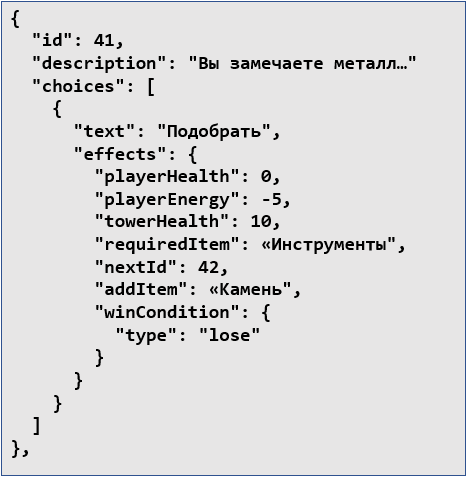 {
"id": 41,
"description": "Вы замечаете металл…"
"choices": [
{
"text": "Подобрать",
"effects": {
"playerHealth": 0,
"playerEnergy": -5,
"towerHealth": 10,
"requiredItem": «Инструменты",
"nextId": 42,
"addItem": «Камень",
"winCondition": {
"type": "lose"
}
}
}
]
},